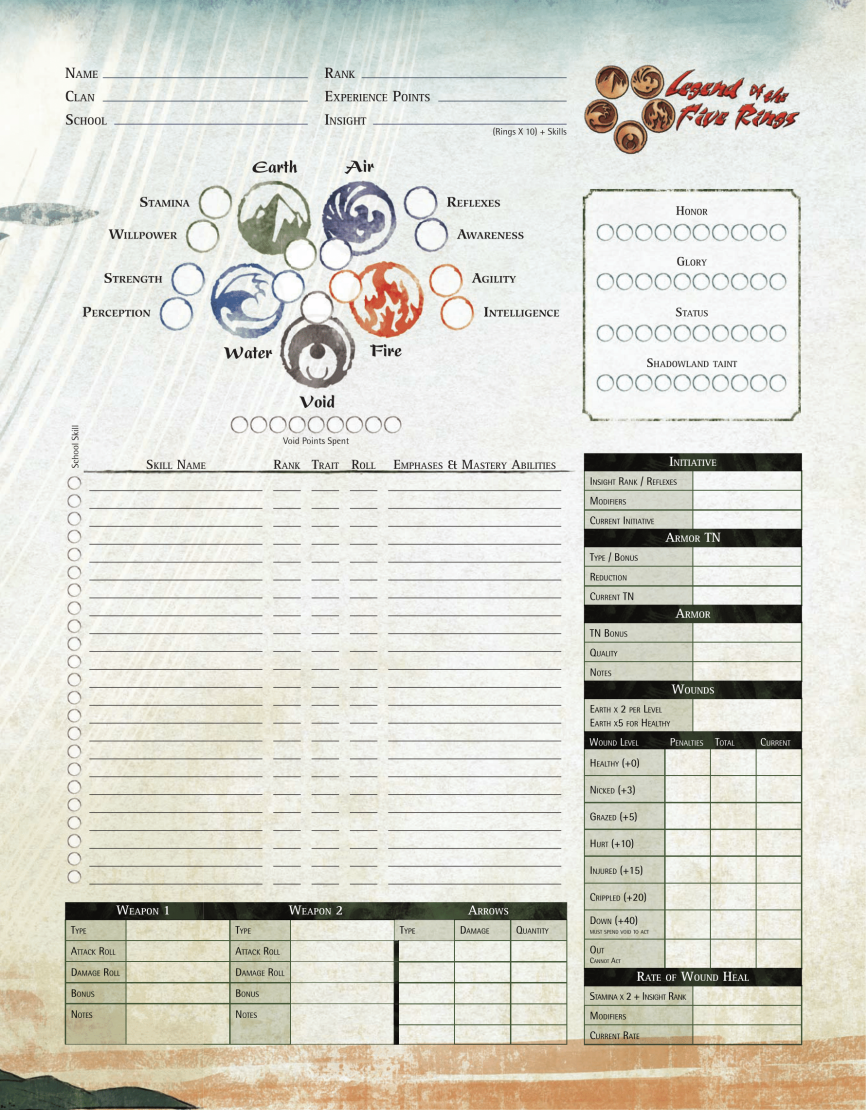 Name Rank
Clan Experience Points
School Insight
(Rings X 10) + Skills
Legend of the
Five Rings
Earth Air
Stamina Reflexes
Willpower Awareness
Strength Agility
Perception Intelligence
Water Fire
Void
Void Points Spent
Honor
Glory
Status
Shadowland taint
School Skill
Skill Name Rank Trait Roll Emphases & Mastery Abilities
Initiative
Insight Rank / Reflexes
Modifiers
Current Initiative
Armor TN
Type / Bonus
Reduction
Current TN
Armor
TN Bonus
Quality
Notes
Wounds
Earth x 2 per Level
Earth x5 for Healthy
Wound Level Penalties Total Current
Healthy (+0)
Nicked (+3)
Grazed (+5)
Hurt (+10)
Injured (+15)
Crippled (+20)
Down (+40)
must spend void to act
Out
Cannot Act
Rate of Wound Heal
Stamina x 2 + Insight Rank
Modifiers
Current Rate
Weapon 1 Weapon 2 Arrows
Type Type Type Damage Quantity
Attack Roll Attack Roll
Damage Roll Damage Roll
Bonus Bonus
Notes Notes